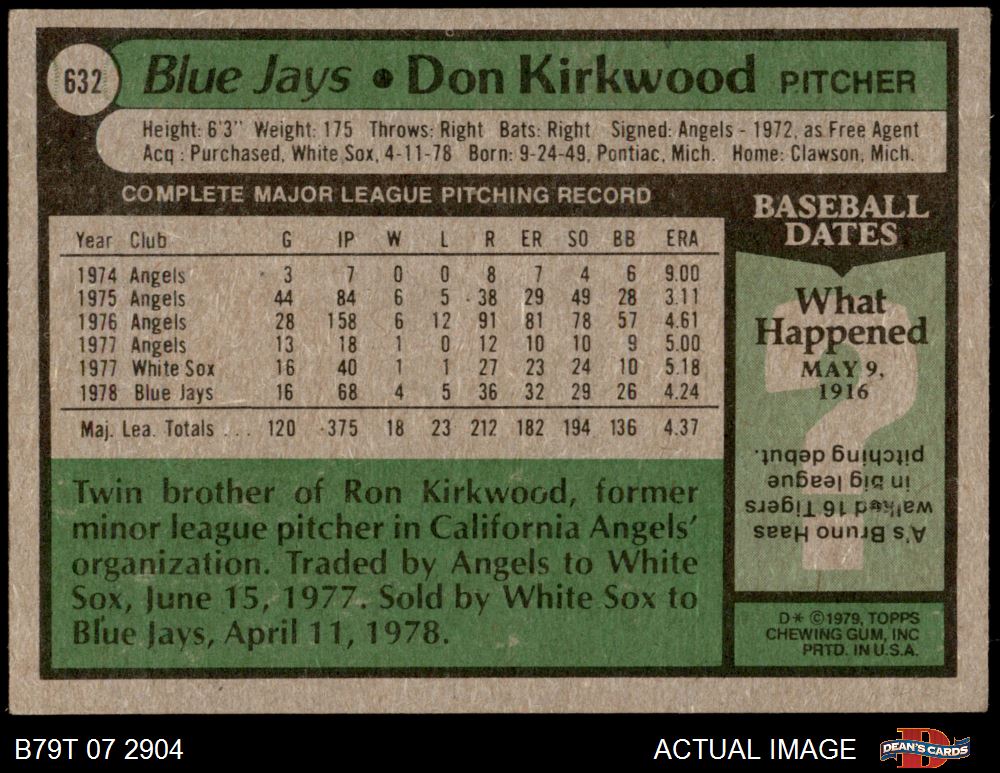 632 Blue Jays • Don Kirkwood PITCHER
Height: 6'3" Weight: 175 Throws: Right Bats: Right Signed: Angels - 1972, as Free Agent
Acq : Purchased, White Sox, 4-11-78 Born: 9-24-49, Pontiac, Mich. Home: Clawson, Mich.
COMPLETE MAJOR LEAGUE PITCHING RECORD
Year Club G IP W L R ER SO BB ERA
1974 Angels 3 7 0 0 8 7 4 6 9.00
1975 Angels 44 84 6 5 38 29 49 28 3.11
1976 Angels 28 158 6 12 91 81 78 57 4.61
1977 Angels 13 18 1 0 12 10 10 9 5.00
1977 White Sox 16 40 1 1 27 23 24 10 5.18
1978 Blue Jays 16 68 4 5 36 32 29 26 4.24
Maj. Lea. Totals ... 120 375 18 23 212 182 194 136 4.37
Twin brother of Ron Kirkwood, former
minor league pitcher in California Angels'
organization. Traded by Angels to White
Sox, June 15, 1977. Sold by White Sox to
Blue Jays, April 11, 1978.
BASEBALL
DATES
What
Happened
MAY 9,
1916
?
A's Bruno Haas
walked 16 Tigers
in big league
pitching debut.
D* ©1979, TOPPS
CHEWING GUM, INC
PRTD. IN U.S.A.
B79T 07 2904 ACTUAL IMAGE DEAN'S CARDS